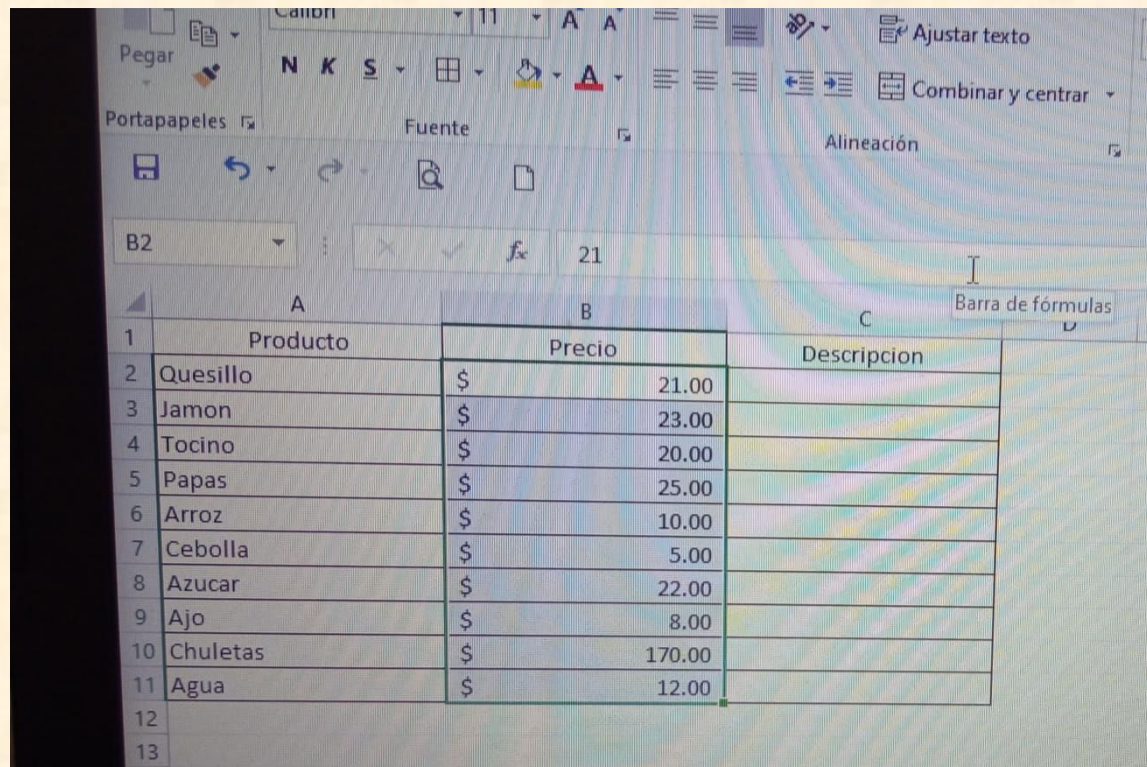 Calibri 11 A A Ajustar texto
Pegar
N K S A Combinar y centrar
Portapapeles Fuente Alineación
B2 fx 21
Barra de fórmulas
A B C D
1 Producto Precio Descripcion
2 Quesillo $ 21.00
3 Jamon $ 23.00
4 Tocino $ 20.00
5 Papas $ 25.00
6 Arroz $ 10.00
7 Cebolla $ 5.00
8 Azucar $ 22.00
9 Ajo $ 8.00
10 Chuletas $ 170.00
11 Agua $ 12.00
12
13